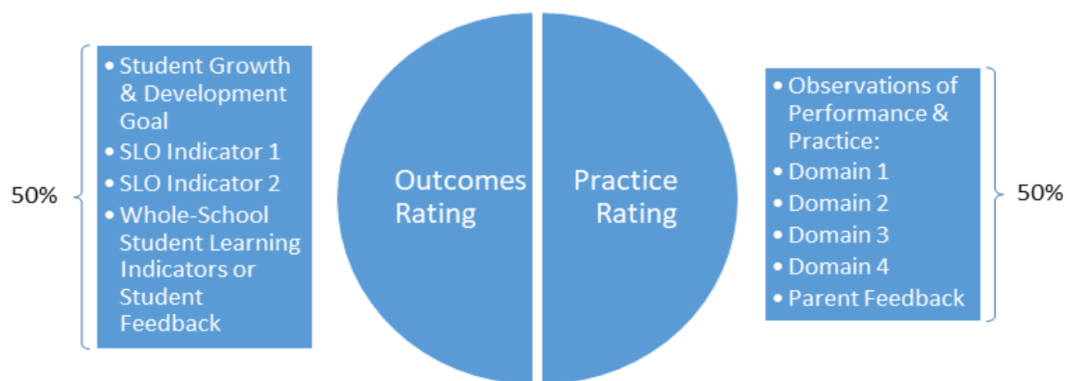 50%
• Student Growth
& Development
Goal
• SLO Indicator 1
• SLO Indicator 2
• Whole-School
Student Learning
Indicators or
Student
Feedback
Outcomes
Rating
Practice
Rating
• Observations of
Performance &
Practice:
• Domain 1
• Domain 2
• Domain 3
• Domain 4
• Parent Feedback
50%